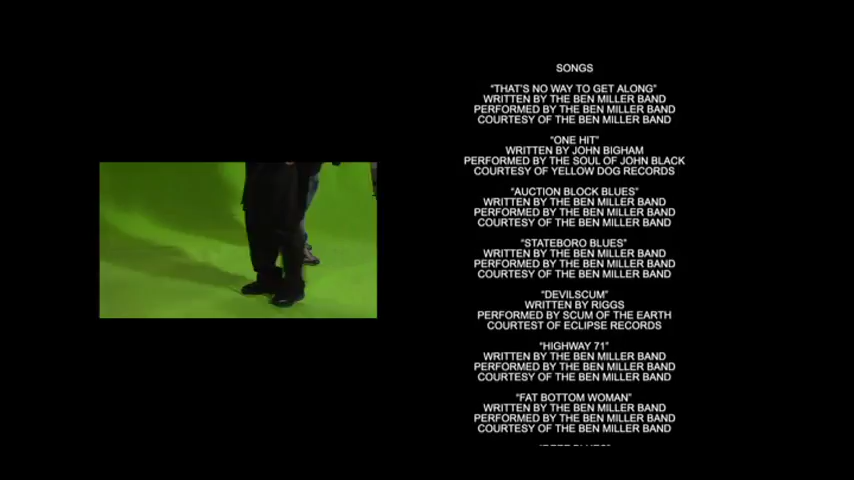 SONGS
“THAT'S NO WAY TO GET ALONG”
WRITTEN BY THE BEN MILLER BAND
PERFORMED BY THE BEN MILLER BAND
COURTESY OF THE BEN MILLER BAND
“ONE HIT”
WRITTEN BY JOHN BIGHAM
PERFORMED BY THE SOUL OF JOHN BLACK
COURTESY OF YELLOW DOG RECORDS
“AUCTION BLOCK BLUES”
WRITTEN BY THE BEN MILLER BAND
PERFORMED BY THE BEN MILLER BAND
COURTESY OF THE BEN MILLER BAND
“STATEBORO BLUES”
WRITTEN BY THE BEN MILLER BAND
PERFORMED BY THE BEN MILLER BAND
COURTESY OF THE BEN MILLER BAND
“DEVILSCUM”
WRITTEN BY RIGGS
PERFORMED BY SCUM OF THE EARTH
COURTEST OF ECLIPSE RECORDS
“HIGHWAY 71”
WRITTEN BY THE BEN MILLER BAND
PERFORMED BY THE BEN MILLER BAND
COURTESY OF THE BEN MILLER BAND
“FAT BOTTOM WOMAN”
WRITTEN BY THE BEN MILLER BAND
PERFORMED BY THE BEN MILLER BAND
COURTESY OF THE BEN MILLER BAND